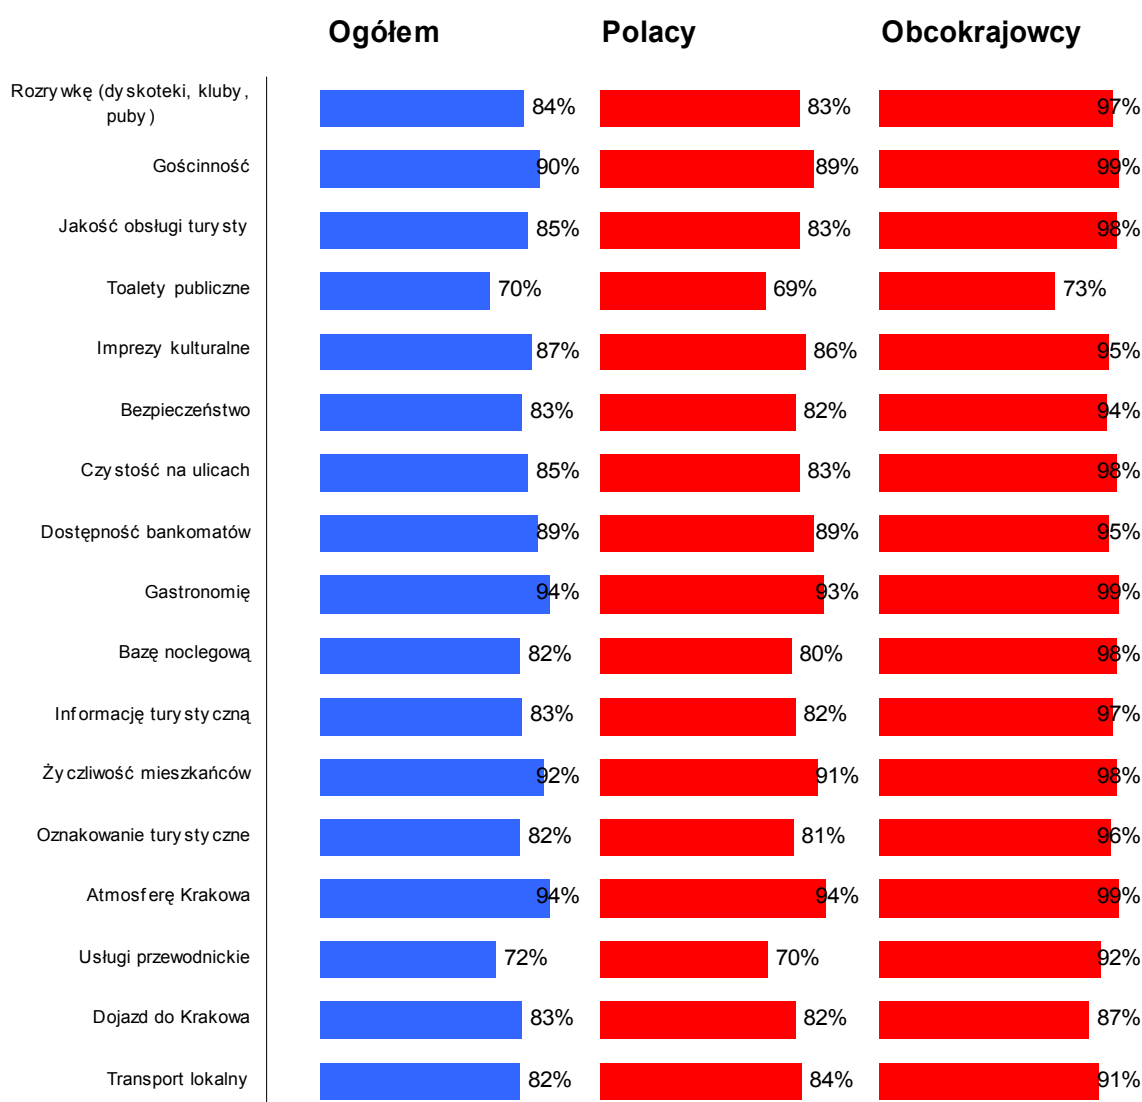 Ogółem Polacy Obcokrajowcy
Rozrywkę (dyskoteki, kluby,
puby) 84% 83% 97%
Gościnność 90% 89% 99%
Jakość obsługi turysty 85% 83% 98%
Toalety publiczne 70% 69% 73%
Imprezy kulturalne 87% 86% 95%
Bezpieczeństwo 83% 82% 94%
Czystość na ulicach 85% 83% 98%
Dostępność bankomatów 89% 89% 95%
Gastronomię 94% 93% 99%
Bazę noclegową 82% 80% 98%
Informację turystyczną 83% 82% 97%
Życzliwość mieszkańców 92% 91% 98%
Oznakowanie turystyczne 82% 81% 96%
Atmosferę Krakowa 94% 94% 99%
Usługi przewodnickie 72% 70% 92%
Dojazd do Krakowa 83% 82% 87%
Transport lokalny 82% 84% 91%